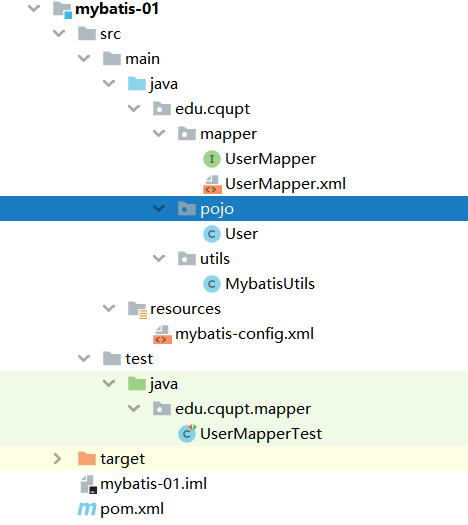 mybatis-01
src
main
java
edu.cqupt
mapper
UserMapper
UserMapper.xml
pojo
User
utils
MybatisUtils
resources
mybatis-config.xml
test
java
edu.cqupt.mapper
UserMapperTest
target
mybatis-01.iml
pom.xml